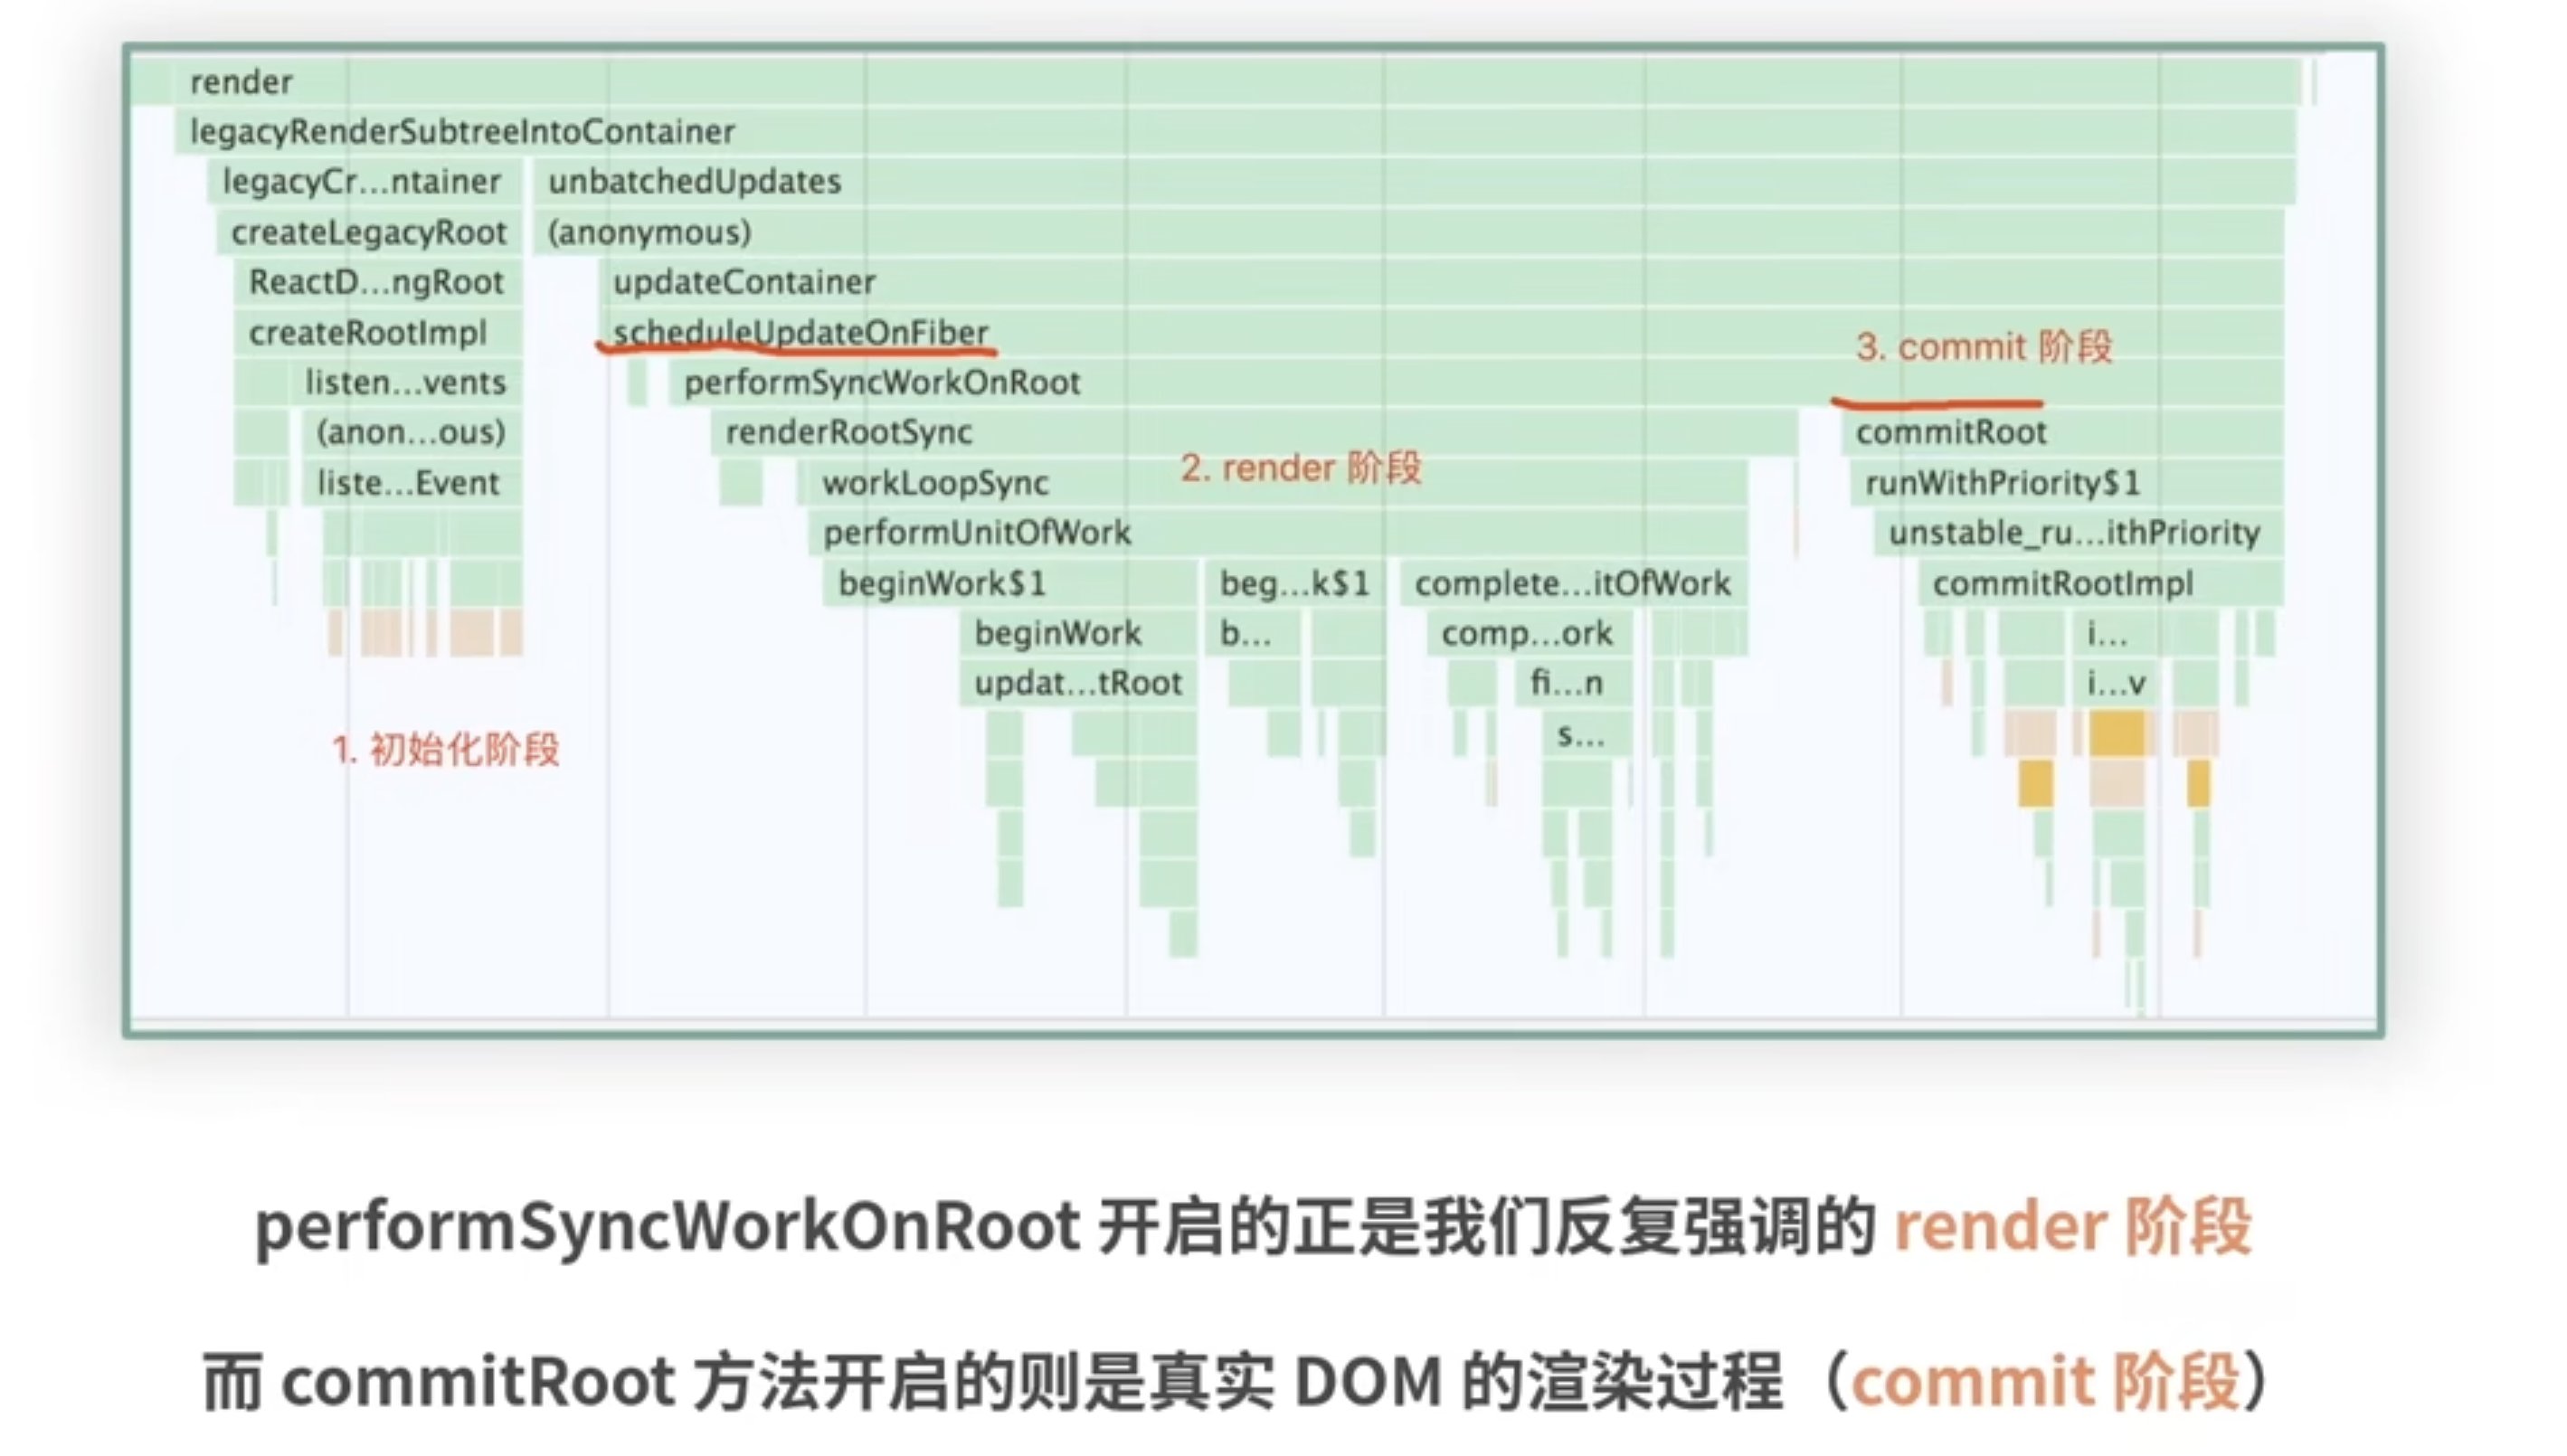 render
legacyRenderSubtreeIntoContainer
legacyCr...ntainer unbatchedUpdates
createLegacyRoot (anonymous)
ReactD...ngRoot updateContainer
createRootImpl scheduleUpdateOnFiber
3. commit 阶段
listen...vents performSyncWorkOnRoot
(anon...ous) renderRootSync commitRoot
2. render 阶段
liste...Event workLoopSync runWithPriority$1
performUnitOfWork unstable_ru...ithPriority
beginWork$1 beg...k$1 complete...itOfWork commitRootImpl
beginWork b... comp...ork i...
updat...tRoot fi...n i...v
s...
1. 初始化阶段
performSyncWorkOnRoot 开启的正是我们反复强调的 render 阶段
而 commitRoot 方法开启的则是真实 DOM 的渲染过程（commit 阶段）